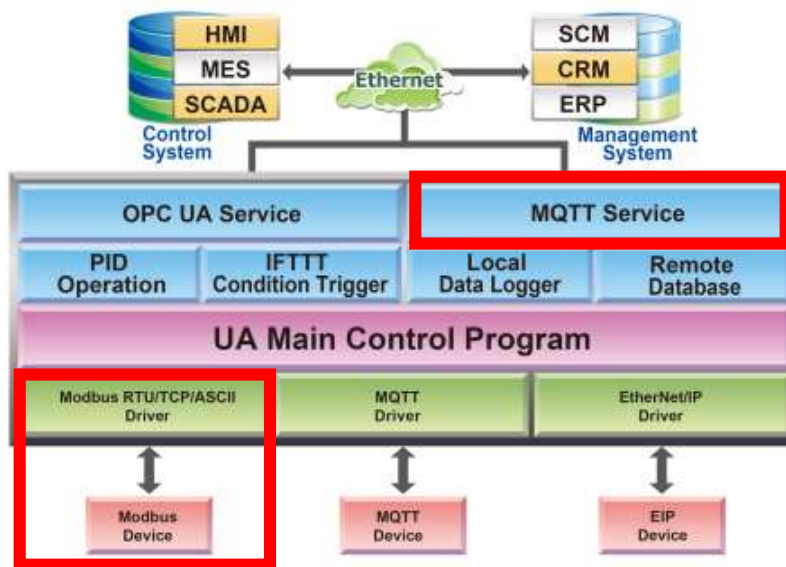 HMI
MES
SCADA
Control
System
Ethernet
SCM
CRM
ERP
Management
System
OPC UA Service
MQTT Service
PID
Operation
IFTTT
Condition Trigger
Local
Data Logger
Remote
Database
UA Main Control Program
Modbus RTU/TCP/ASCII
Driver
MQTT
Driver
EtherNet/IP
Driver
Modbus
Device
MQTT
Device
EIP
Device